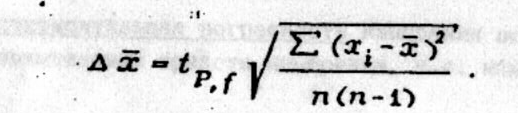 Δ x̄ = t_{P,f} √(∑ (x_i - x̄)² / n(n-1)) .